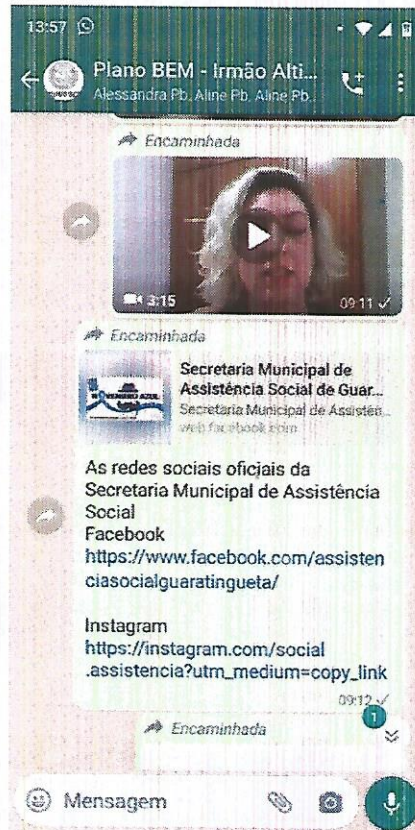 13:57
Plano BEM - Irmão Alti...
Alessandra Pb, Aline Pb, Aline Pb,
Encaminhada
3:15
09:11
Encaminhada
Secretaria Municipal de
Assistência Social de Guar...
Secretaria Municipal de Assistên...
web.facebook.com
NOVEMBRO AZUL
As redes sociais oficiais da
Secretaria Municipal de Assistência
Social
Facebook
https://www.facebook.com/assisten
ciasocialguaratingueta/
Instagram
https://instagram.com/social
.assistencia?utm_medium=copy_link
09:12
1
Encaminhada
Mensagem